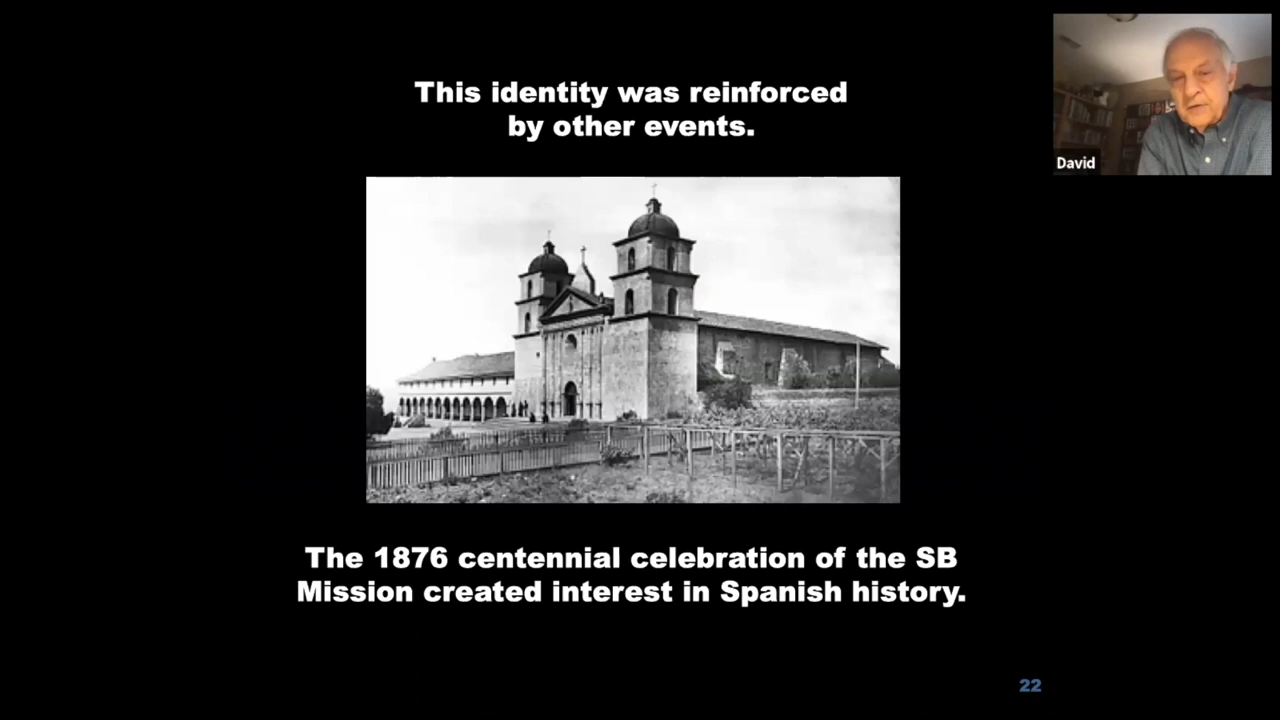 This identity was reinforced
by other events.
David
The 1876 centennial celebration of the SB
Mission created interest in Spanish history.
22